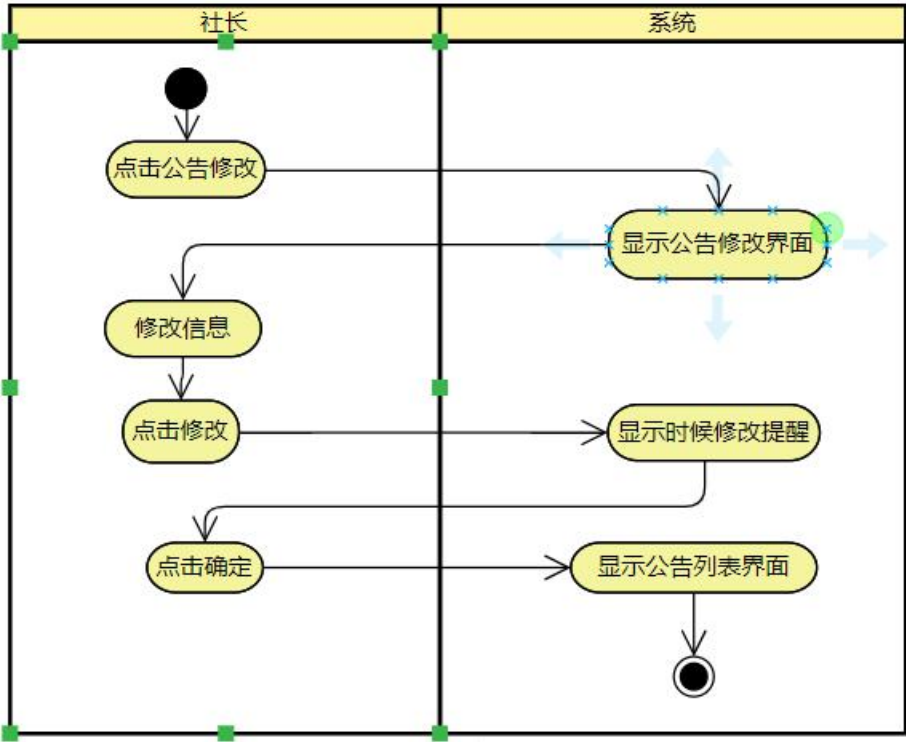 社长
系统
点击公告修改
显示公告修改界面
修改信息
点击修改
显示时候修改提醒
点击确定
显示公告列表界面